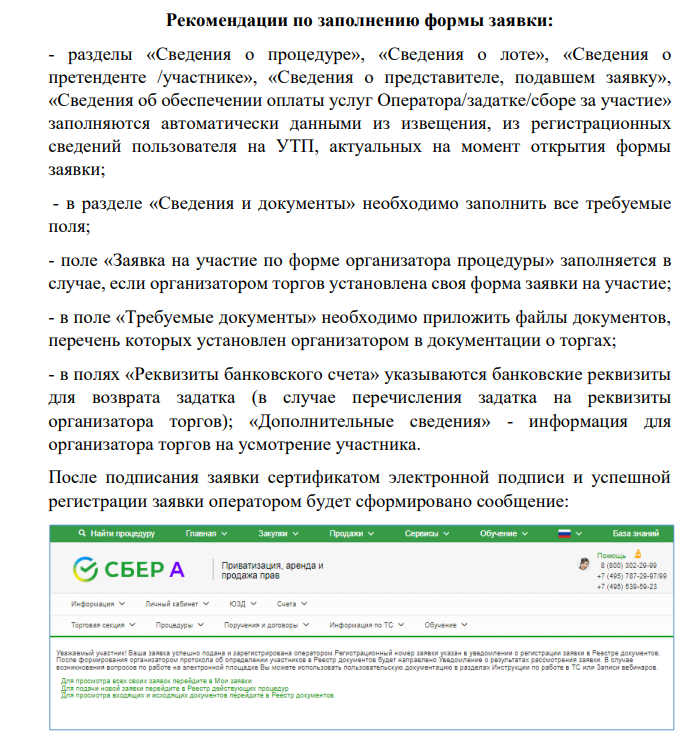 Рекомендации по заполнению формы заявки:
- разделы «Сведения о процедуре», «Сведения о лоте», «Сведения о
претенденте /участнике», «Сведения о представителе, подавшем заявку»,
«Сведения об обеспечении оплаты услуг Оператора/задатке/сборе за участие»
заполняются автоматически данными из извещения, из регистрационных
сведений пользователя на УТП, актуальных на момент открытия формы
заявки;
- в разделе «Сведения и документы» необходимо заполнить все требуемые
поля;
- поле «Заявка на участие по форме организатора процедуры» заполняется в
случае, если организатором торгов установлена своя форма заявки на участие;
- в поле «Требуемые документы» необходимо приложить файлы документов,
перечень которых установлен организатором в документации о торгах;
- в полях «Реквизиты банковского счета» указываются банковские реквизиты
для возврата задатка (в случае перечисления задатка на реквизиты
организатора торгов); «Дополнительные сведения» - информация для
организатора торгов на усмотрение участника.
После подписания заявки сертификатом электронной подписи и успешной
регистрации заявки оператором будет сформировано сообщение:
Найти процедуру Главная Закупки Продажи Сервисы Обучение База знаний
СБЕР А
Приватизация, аренда и
продажа прав
Помощь
8 (800) 302-29-99
+7 (495) 787-29-97/99
+7 (495) 539-59-23
Информация Личный кабинет ЮЗД Счета
Торговая секция Процедуры Поручения и договоры Информация по ТС Обучение
Уважаемый участник! Ваша заявка успешно подана и зарегистрирована оператором.Регистрационный номер заявки указан в уведомлении о регистрации заявки в Реестре документов.
После формирования организатором протокола об определении участников в Реестр документов будет направлено Уведомление о результатах рассмотрения заявки. В случае
возникновения вопросов по работе на электронной площадке Вы можете использовать пользовательскую документацию в разделах Инструкции по работе в ТС или Записи вебинаров.
Для просмотра всех своих заявок перейдите в Мои заявки
Для подачи новой заявки перейдите в Реестр действующих процедур
Для просмотра входящих и исходящих документов перейдите в Реестр документов